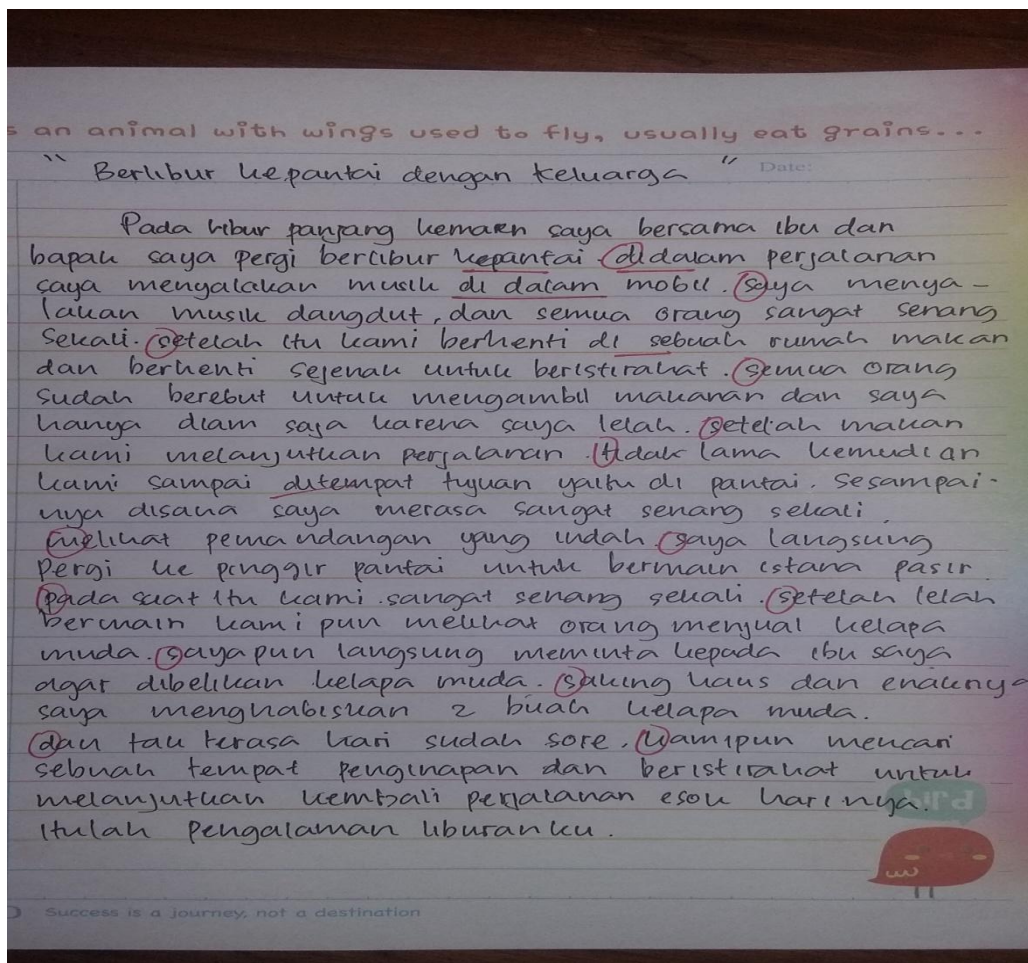 s an animal with wings used to fly, usually eat grains...
" Berlibur kepantai dengan keluarga "
Date:
Pada libur panjang kemaren saya bersama ibu dan
bapak saya pergi berlibur kepantai didalam perjalanan
saya menyalakan musik di dalam mobil. saya menya-
lakan musik dangdut, dan semua orang sangat senang
sekali. setelah itu kami berhenti di sebuah rumah makan
dan berhenti sejenak untuk beristirahat. semua orang
sudah berebut untuk mengambil makanan dan saya
hanya diam saja karena saya lelah. setelah makan
kami melanjutkan perjalanan. tidak lama kemudian
kami sampai ditempat tujuan yaitu di pantai. sesampai-
nya disana saya merasa sangat senang sekali.
melihat pemandangan yang indah. saya langsung
pergi ke pinggir pantai untuk bermain istana pasir.
pada saat itu kami sangat senang sekali. setelah lelah
bermain kami pun melihat orang menjual kelapa
muda. sayapun langsung meminta kepada ibu saya
agar dibelikan kelapa muda. saking haus dan enaknya
saya menghabiskan 2 buah kelapa muda.
dan tak terasa hari sudah sore. kamipun mencari
sebuah tempat penginapan dan beristirahat untuk
melanjutkan kembali perjalanan esok harinya.
Itulah pengalaman liburanku.
bird
Success is a journey, not a destination